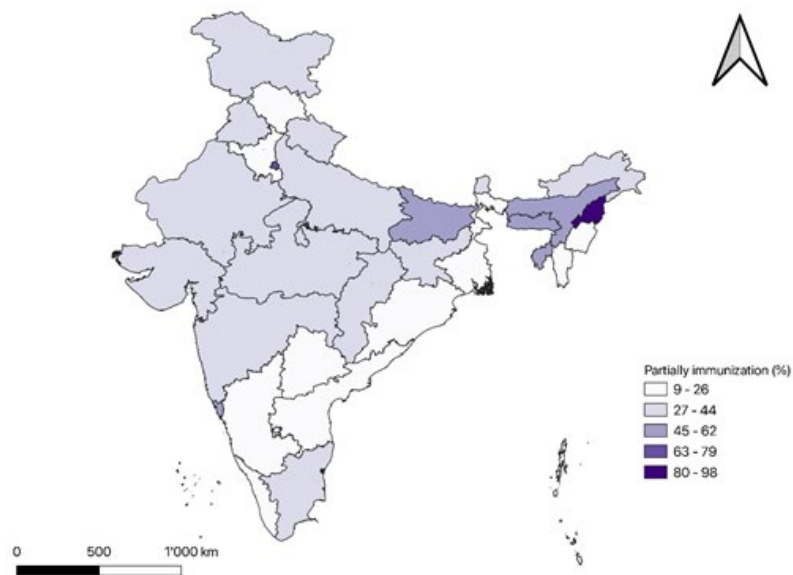 Partially immunization (%)
9 - 26
27 - 44
45 - 62
63 - 79
80 - 98
0 500 1'000 km